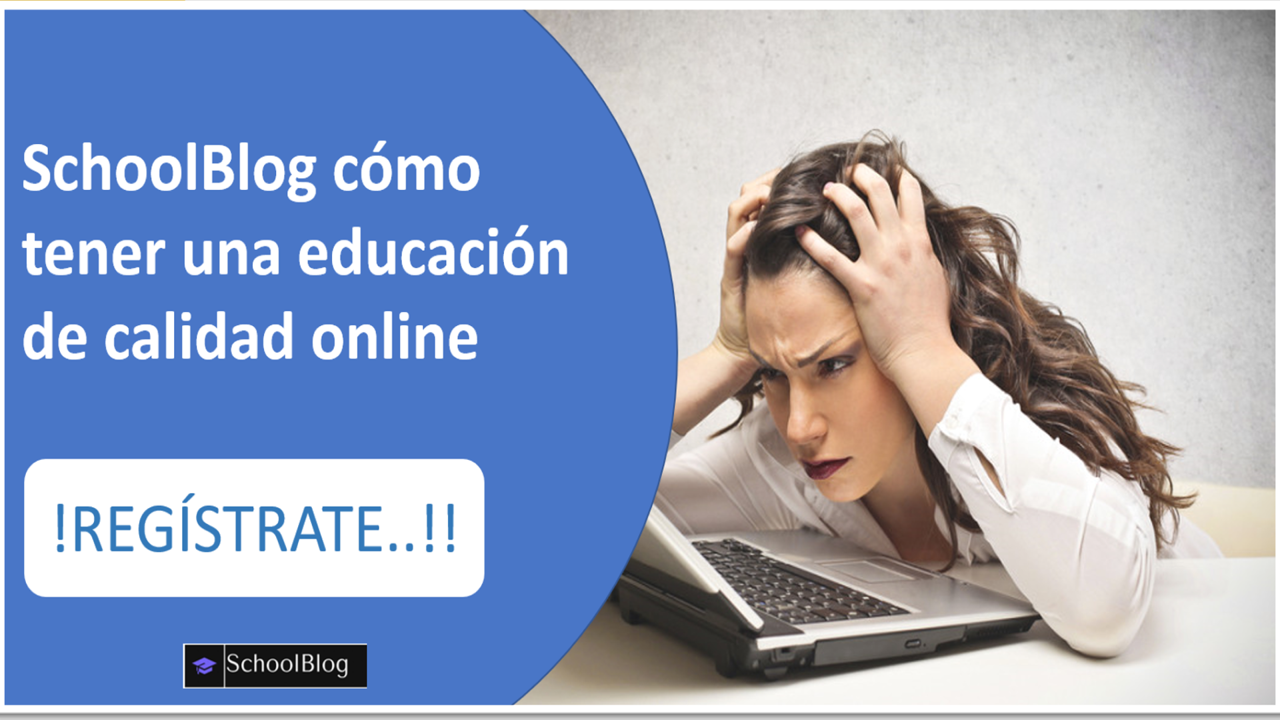 SchoolBlog cómo
tener una educación
de calidad online
!REGÍSTRATE..!!
SchoolBlog